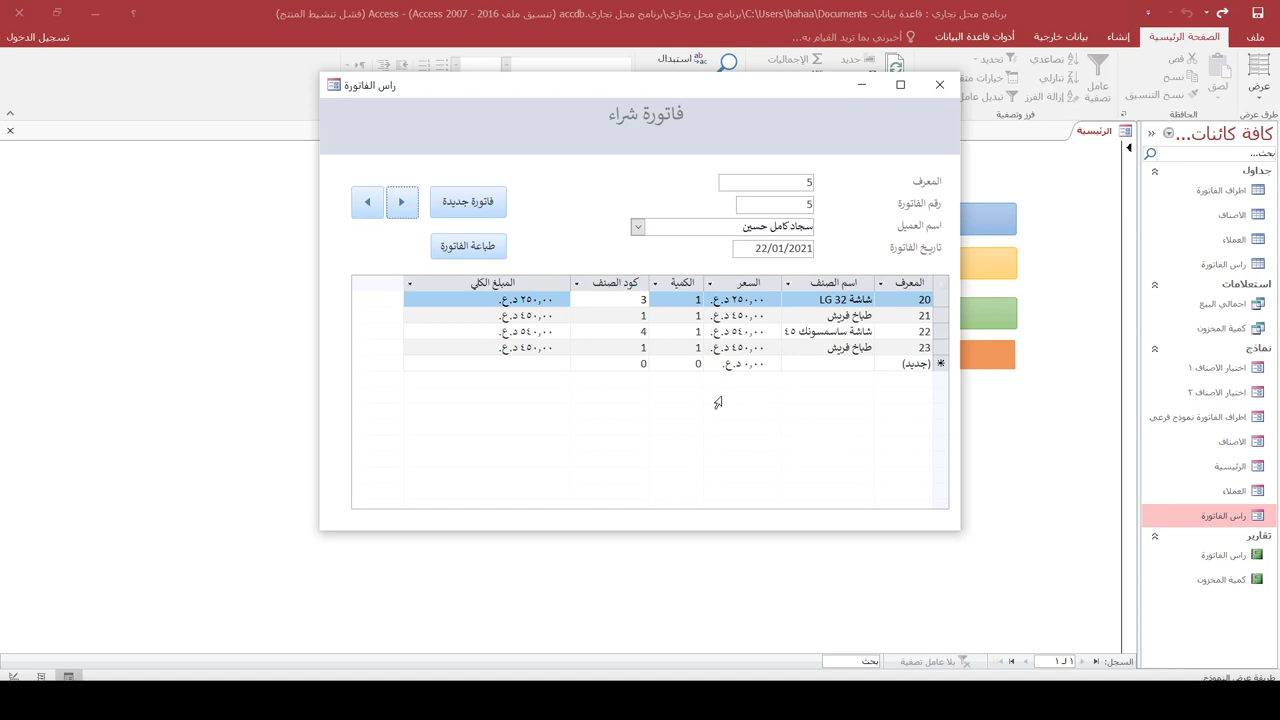 برنامج محل تجاري : قاعدة بيانات- C:\Users\bahaa\Documents\برنامج محل تجاري\برنامج محل تجاري.accdb (تنسيق ملف Access 2007 - 2016) - Access (فشل تنشيط المنتج)
ملف
الصفحة الرئيسية
إنشاء
بيانات خارجية
أدوات قاعدة البيانات
أخبرني بما تريد القيام به...
تسجيل الدخول
عرض
طرق عرض
لصق
قص
نسخ
نسخ التنسيق
الحافظة
عامل تصفية
تصاعدي
تنازلي
إزالة الفرز
تحديد
تبديل عامل
فرز وتصفية
جديد
الإجماليات
استبدال
كافة كائنات...
بحث...
جداول
اطراف الفاتورة
الاصناف
العملاء
راس الفاتورة
استعلامات
اجمالي البيع
كمية المخزون
نماذج
اختيار الاصناف ١
اختيار الاصناف ٢
اطراف الفاتورة نموذج فرعي
الاصناف
الرئيسية
العملاء
راس الفاتورة
تقارير
راس الفاتورة
كمية المخزون
الرئيسية
راس الفاتورة
فاتورة شراء
المعرف 5
رقم الفاتورة 5
اسم العميل سجاد كامل حسين
تاريخ الفاتورة 22/01/2021
فاتورة جديدة
طباعة الفاتورة
المعرف اسم الصنف السعر الكمية كود الصنف المبلغ الكلي
20 شاشة LG 32 ٢٥٠,٠٠ د.ع. 1 3 ٢٥٠,٠٠ د.ع.
21 طباخ فريش ٤٥٠,٠٠ د.ع. 1 1 ٤٥٠,٠٠ د.ع.
22 شاشة ساسمسونك ٤٥ ٥٤٠,٠٠ د.ع. 1 4 ٥٤٠,٠٠ د.ع.
23 طباخ فريش ٤٥٠,٠٠ د.ع. 1 1 ٤٥٠,٠٠ د.ع.
(جديد) ٠,٠٠ د.ع. 0 0
السجل: ١ لـ ١ بلا عامل تصفية بحث
طريقة عرض النموذج